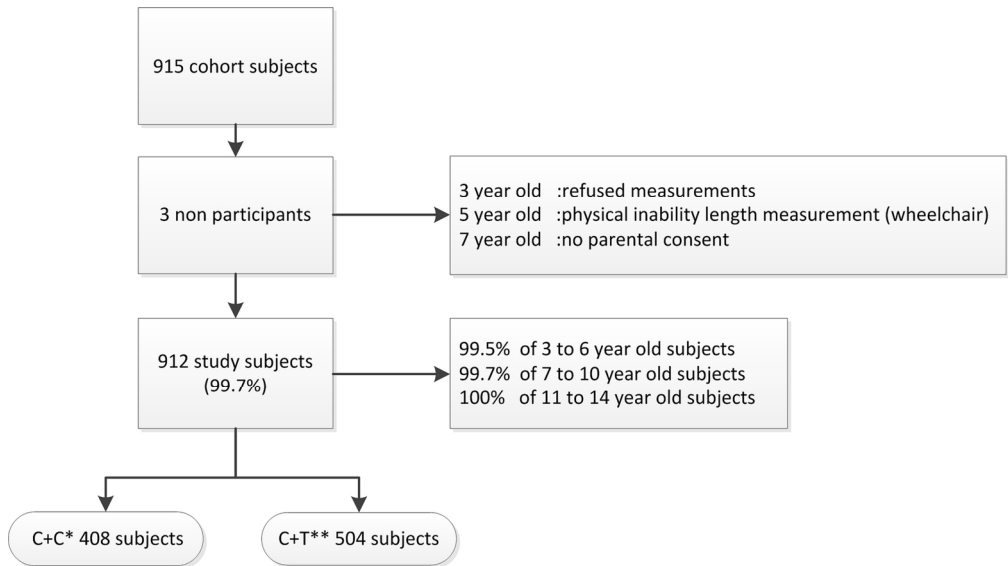 915 cohort subjects
3 non participants
3 year old :refused measurements
5 year old :physical inability length measurement (wheelchair)
7 year old :no parental consent
912 study subjects
(99.7%)
99.5% of 3 to 6 year old subjects
99.7% of 7 to 10 year old subjects
100% of 11 to 14 year old subjects
C+C* 408 subjects
C+T** 504 subjects